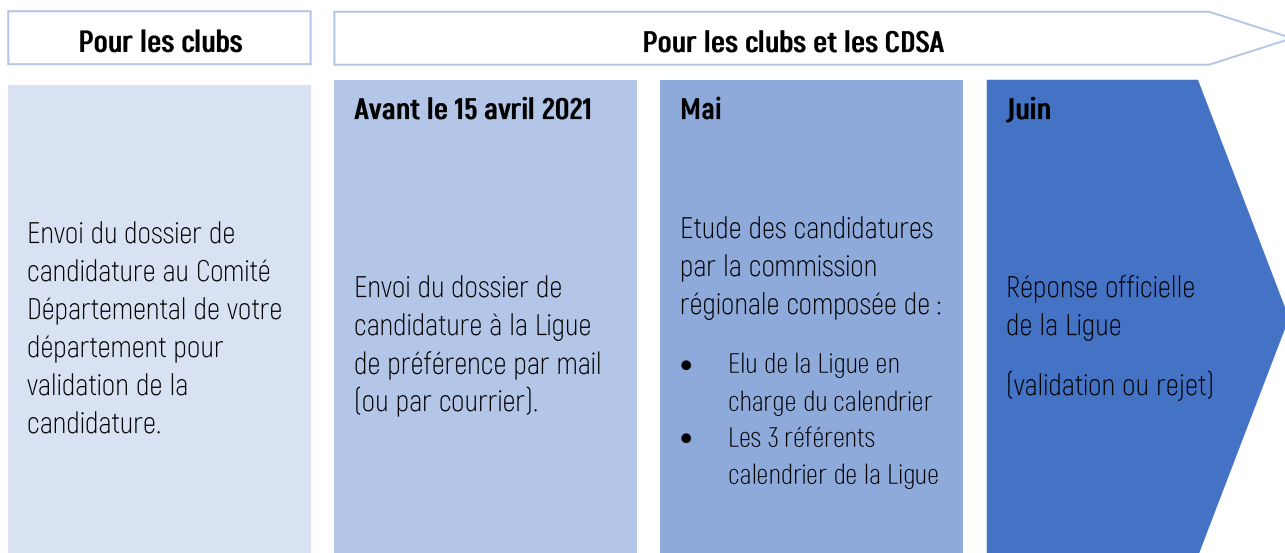 Pour les clubs
Pour les clubs et les CDSA
Envoi du dossier de
candidature au Comité
Départemental de votre
département pour
validation de la
candidature.
Avant le 15 avril 2021
Envoi du dossier de
candidature à la Ligue
de préférence par mail
(ou par courrier).
Mai
Etude des candidatures
par la commission
régionale composée de :
• Elu de la Ligue en
charge du calendrier
• Les 3 référents
calendrier de la Ligue
Juin
Réponse officielle
de la Ligue
(validation ou rejet)